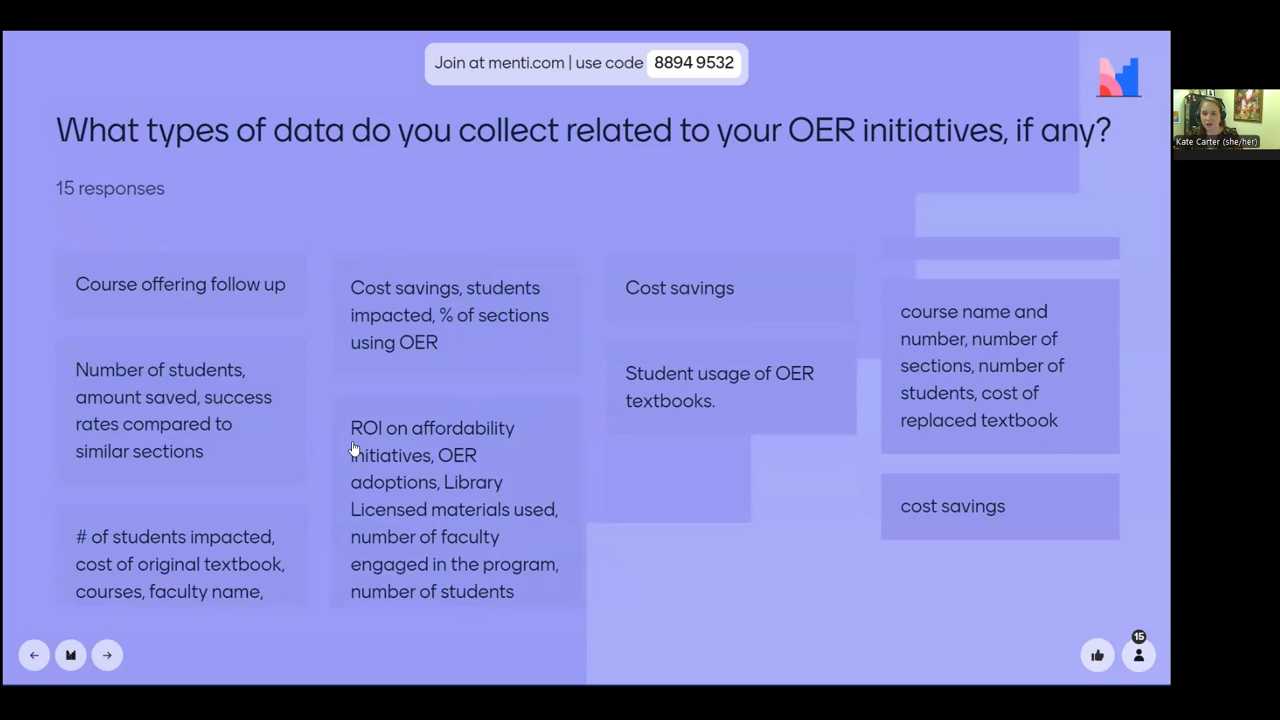 Join at menti.com | use code 8894 9532
What types of data do you collect related to your OER initiatives, if any?
15 responses
Course offering follow up
Number of students,
amount saved, success
rates compared to
similar sections
# of students impacted,
cost of original textbook,
courses, faculty name,
Cost savings, students
impacted, % of sections
using OER
ROI on affordability
initiatives, OER
adoptions, Library
Licensed materials used,
number of faculty
engaged in the program,
number of students
Cost savings
Student usage of OER
textbooks.
course name and
number, number of
sections, number of
students, cost of
replaced textbook
cost savings
15
Kate Carter (she/her)